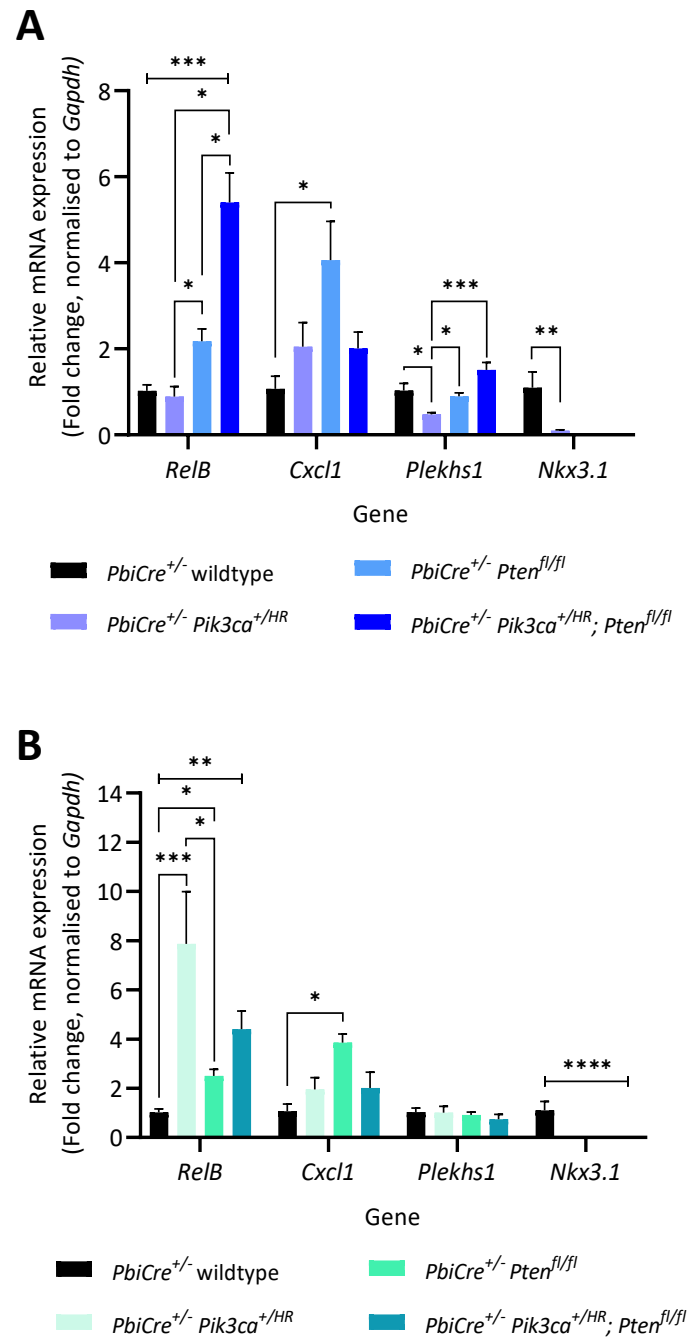 A
Relative mRNA expression
(Fold change, normalised to Gapdh)
8
6
4
2
0
***
*
*
*
*
*
*
***
**
RelB Cxcl1 Plekhs1 Nkx3.1
Gene
PbiCre+/- wildtype PbiCre+/- Ptenfl/fl
PbiCre+/- Pik3ca+/HR PbiCre+/- Pik3ca+/HR; Ptenfl/fl
B
Relative mRNA expression
(Fold change, normalised to Gapdh)
14
12
10
8
6
4
2
0
**
*
*
***
*
****
RelB Cxcl1 Plekhs1 Nkx3.1
Gene
PbiCre+/- wildtype PbiCre+/- Ptenfl/fl
PbiCre+/- Pik3ca+/HR PbiCre+/- Pik3ca+/HR; Ptenfl/fl